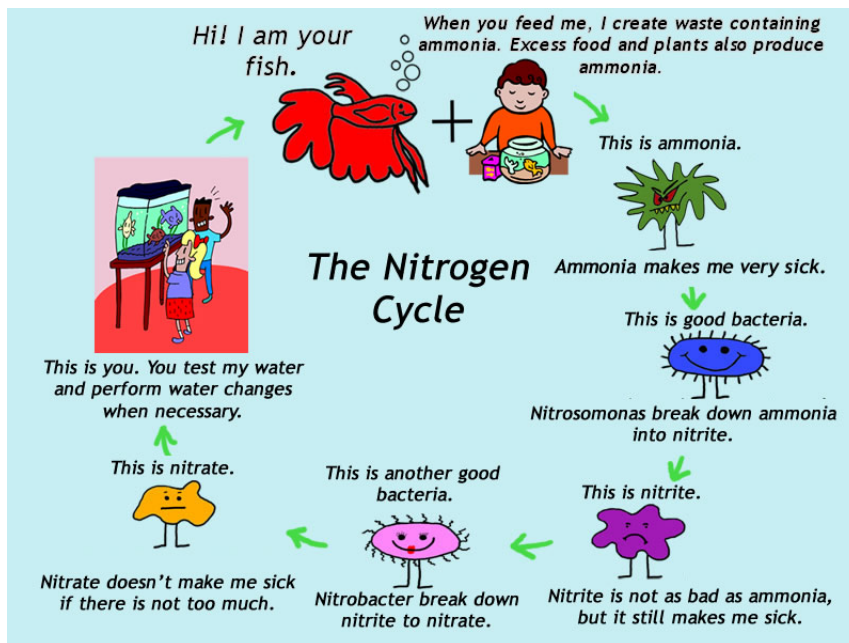 Hi! I am your
fish.
When you feed me, I create waste containing
ammonia. Excess food and plants also produce
ammonia.
This is ammonia.
Ammonia makes me very sick.
This is good bacteria.
Nitrosomonas break down ammonia
into nitrite.
This is nitrite.
Nitrite is not as bad as ammonia,
but it still makes me sick.
This is another good
bacteria.
Nitrobacter break down
nitrite to nitrate.
This is nitrate.
Nitrate doesn't make me sick
if there is not too much.
This is you. You test my water
and perform water changes
when necessary.
The Nitrogen
Cycle